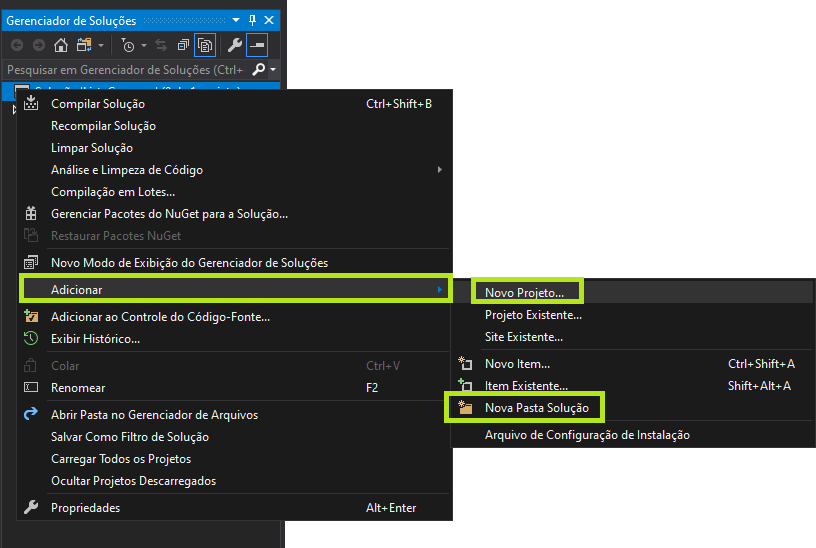 Gerenciador de Soluções
Pesquisar em Gerenciador de Soluções (Ctrl+
Compilar Solução Ctrl+Shift+B
Recompilar Solução
Limpar Solução
Análise e Limpeza de Código
Compilação em Lotes...
Gerenciar Pacotes do NuGet para a Solução...
Restaurar Pacotes NuGet
Novo Modo de Exibição do Gerenciador de Soluções
Adicionar
Novo Projeto...
Projeto Existente...
Site Existente...
Novo Item... Ctrl+Shift+A
Item Existente... Shift+Alt+A
Nova Pasta Solução
Arquivo de Configuração de Instalação
Adicionar ao Controle do Código-Fonte...
Exibir Histórico...
Colar Ctrl+V
Renomear F2
Abrir Pasta no Gerenciador de Arquivos
Salvar Como Filtro de Solução
Carregar Todos os Projetos
Ocultar Projetos Descarregados
Propriedades Alt+Enter